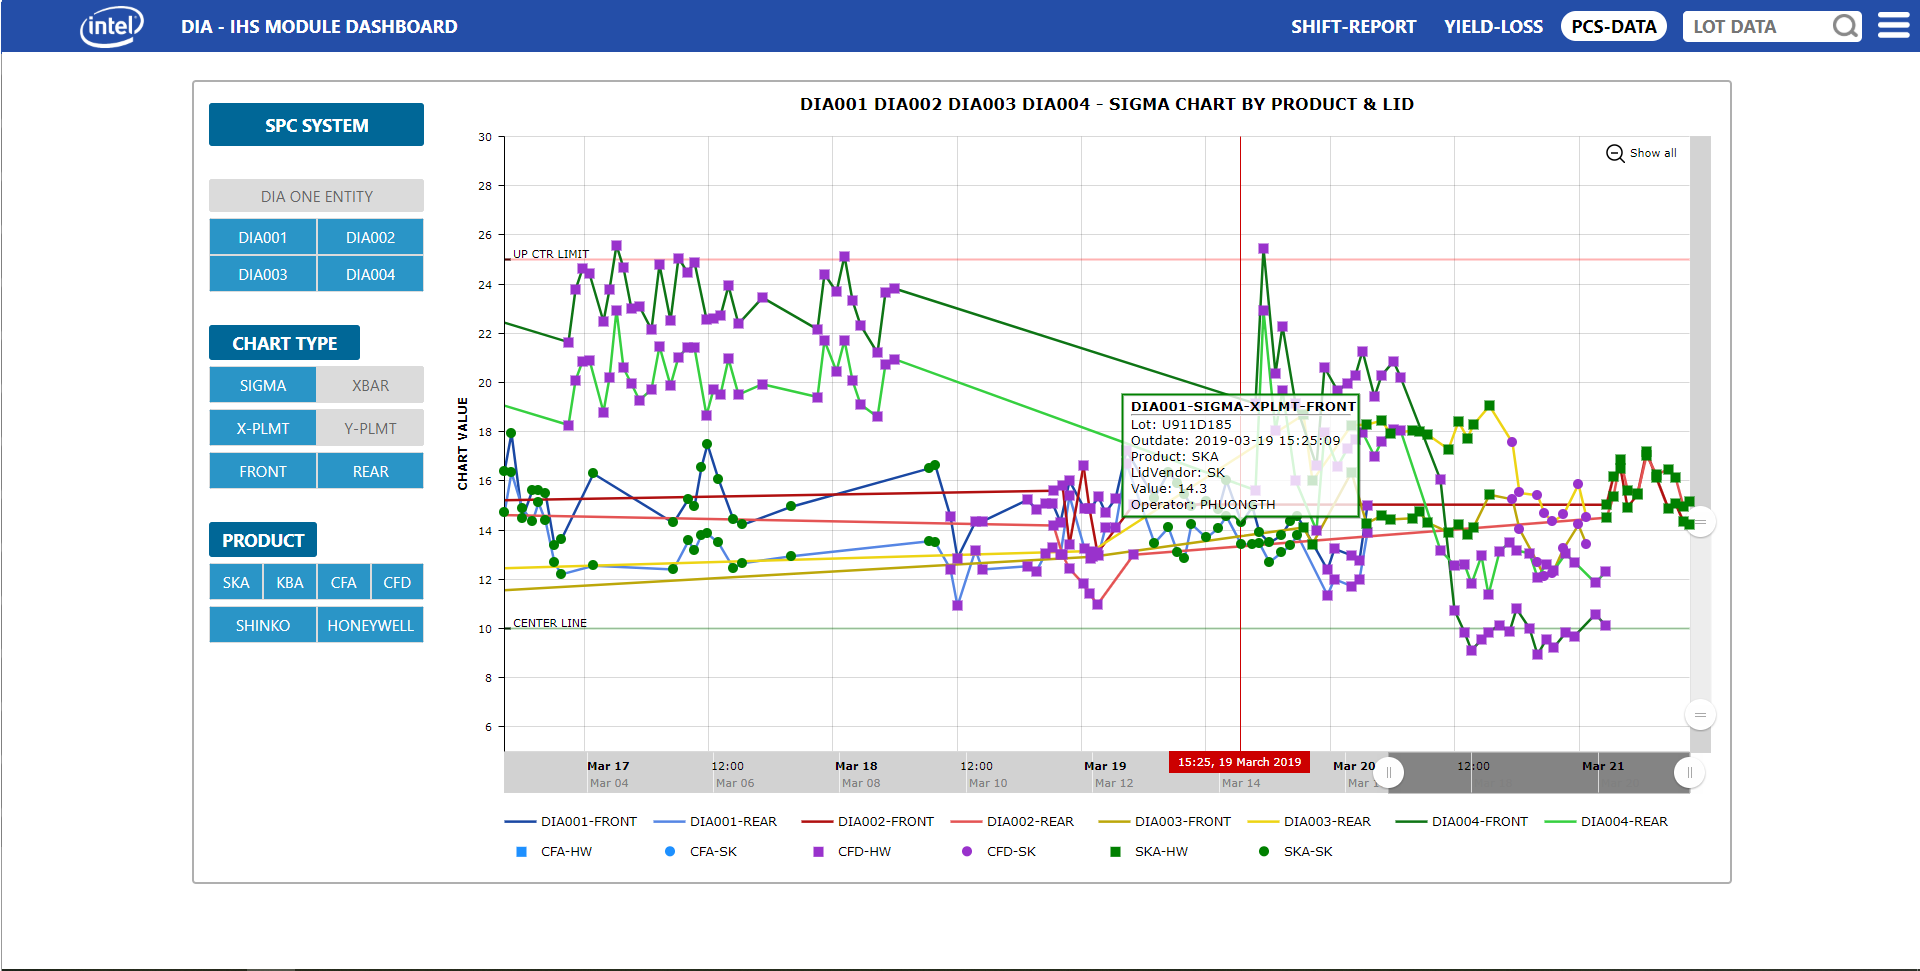 intel DIA - IHS MODULE DASHBOARD SHIFT-REPORT YIELD-LOSS PCS-DATA LOT DATA
SPC SYSTEM
DIA ONE ENTITY
DIA001 DIA002
DIA003 DIA004
CHART TYPE
SIGMA XBAR
X-PLMT Y-PLMT
FRONT REAR
PRODUCT
SKA KBA CFA CFD
SHINKO HONEYWELL
DIA001 DIA002 DIA003 DIA004 - SIGMA CHART BY PRODUCT & LID
Show all
CHART VALUE
30
28
26
24
22
20
18
16
14
12
10
8
6
UP CTR LIMIT
CENTER LINE
DIA001-SIGMA-XPLMT-FRONT
Lot: U911D185
Outdate: 2019-03-19 15:25:09
Product: SKA
LidVendor: SK
Value: 14.3
Operator: PHUONGTH
Mar 17 12:00 Mar 18 12:00 Mar 19 15:25, 19 March 2019 Mar 20 12:00 Mar 21
Mar 04 Mar 06 Mar 08 Mar 10 Mar 12 Mar 14 Mar
DIA001-FRONT DIA001-REAR DIA002-FRONT DIA002-REAR DIA003-FRONT DIA003-REAR DIA004-FRONT DIA004-REAR
CFA-HW CFA-SK CFD-HW CFD-SK SKA-HW SKA-SK